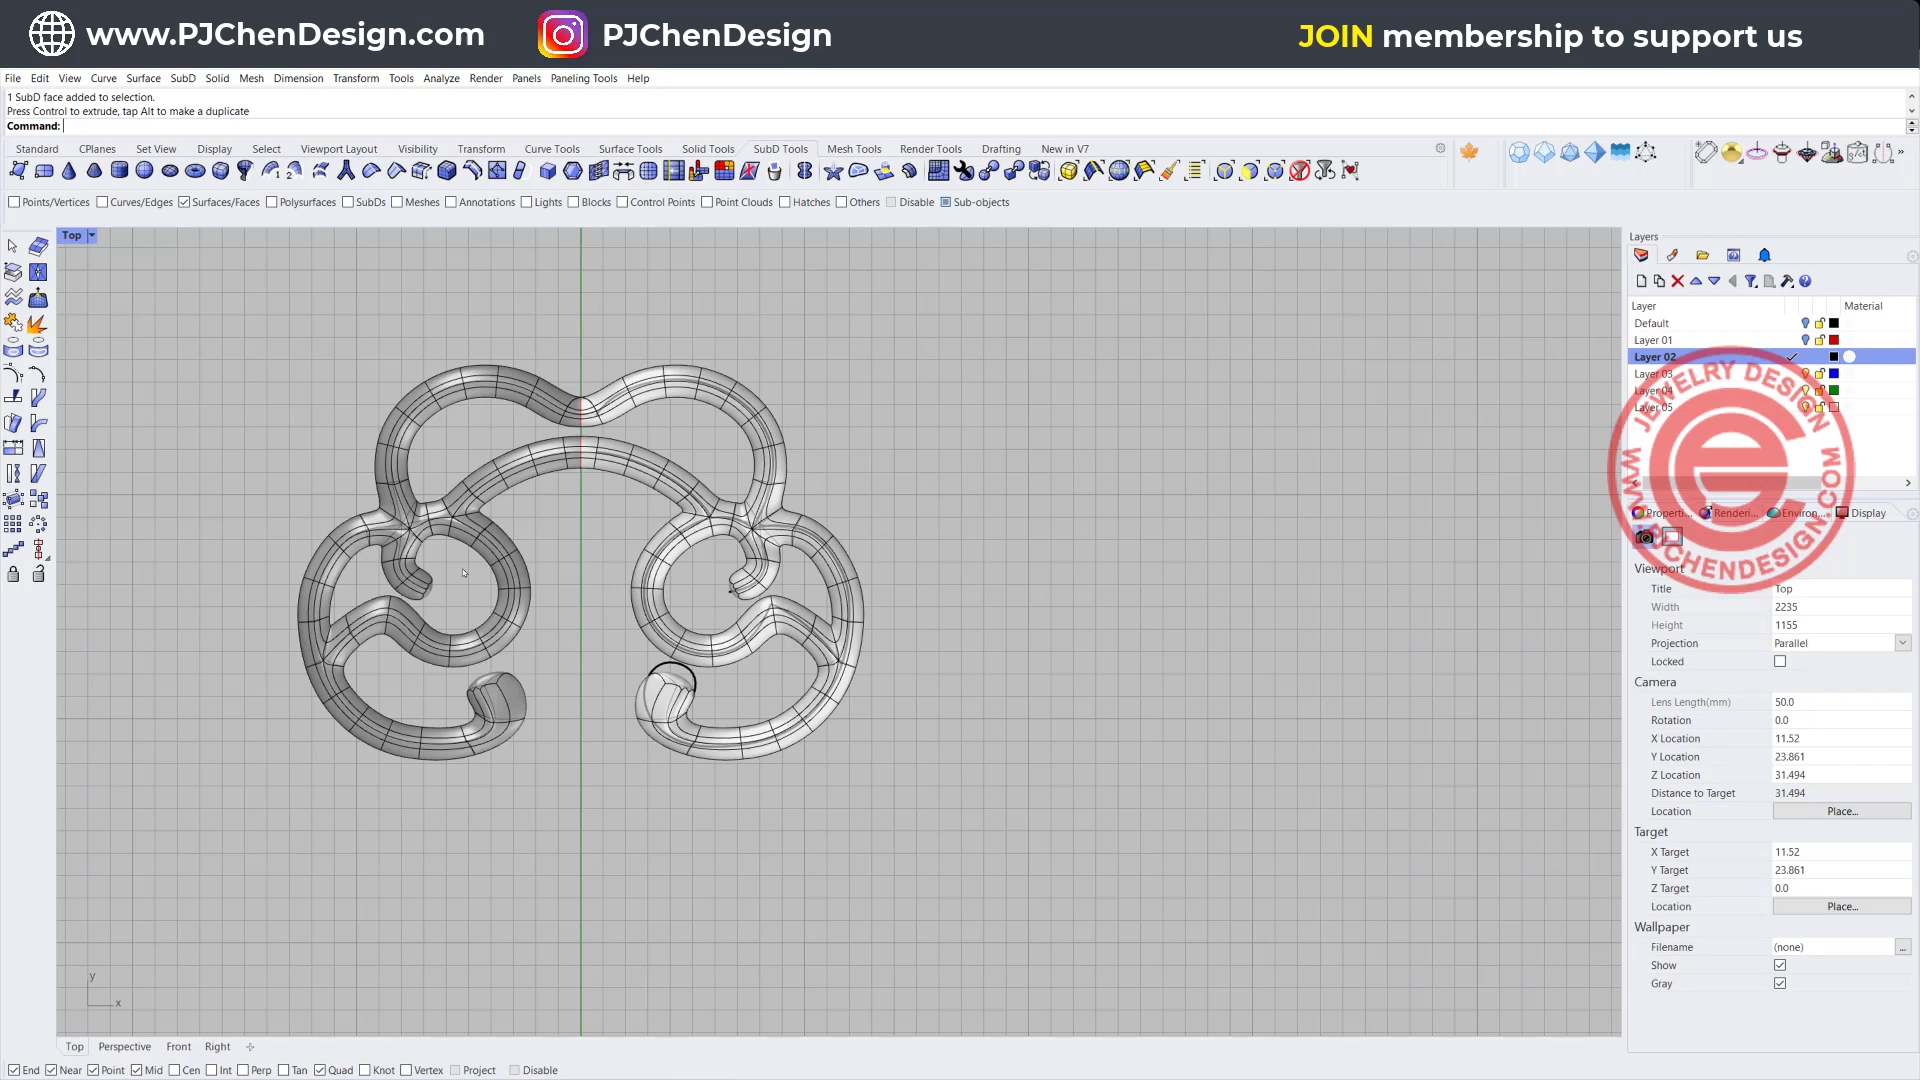 www.PJChenDesign.com PJChenDesign JOIN membership to support us
File Edit View Curve Surface SubD Solid Mesh Dimension Transform Tools Analyze Render Panels Paneling Tools Help
1 SubD face added to selection.
Press Control to extrude, tap Alt to make a duplicate
Command:
Standard CPlanes Set View Display Select Viewport Layout Visibility Transform Curve Tools Surface Tools Solid Tools SubD Tools Mesh Tools Render Tools Drafting New in V7
Points/Vertices Curves/Edges Surfaces/Faces Polysurfaces SubDs Meshes Annotations Lights Blocks Control Points Point Clouds Hatches Others Disable Sub-objects
Top
Layers
Layer Material
Default
Layer 01
Layer 02
Layer 03
Layer 04
Layer 05
JEWELRY DESIGN
WWW.PJCHENDESIGN.COM
Properti... Renderi... Environ... Display
Viewport
Title Top
Width 2235
Height 1155
Projection Parallel
Locked
Camera
Lens Length(mm) 50.0
Rotation 0.0
X Location 11.52
Y Location 23.861
Z Location 31.494
Distance to Target 31.494
Location Place...
Target
X Target 11.52
Y Target 23.861
Z Target 0.0
Location Place...
Wallpaper
Filename (none) ...
Show
Gray
y
x
Top Perspective Front Right
End Near Point Mid Cen Int Perp Tan Quad Knot Vertex Project Disable